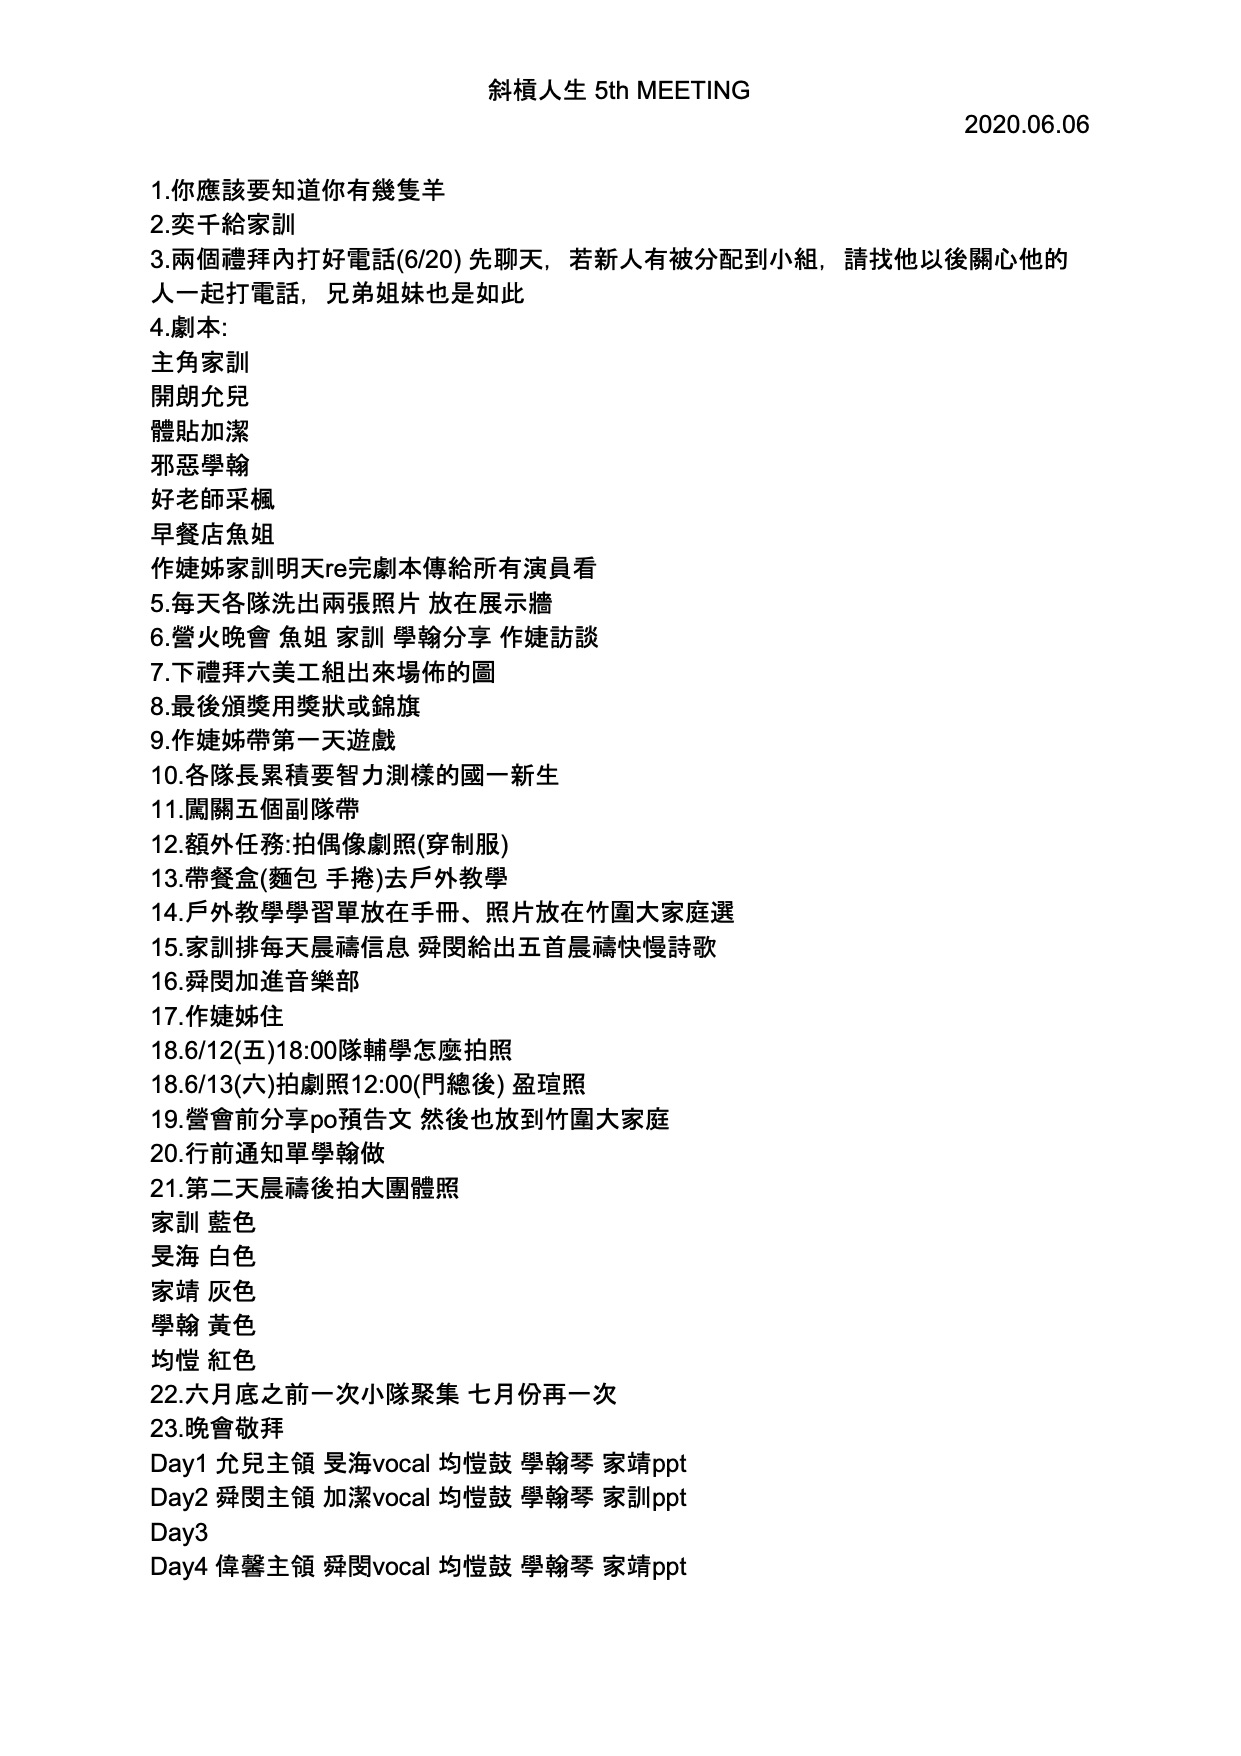 斜槓人生 5th MEETING
2020.06.06
1.你應該要知道你有幾隻羊
2.奕千給家訓
3.兩個禮拜內打好電話(6/20) 先聊天，若新人有被分配到小組，請找他以後關心他的
人一起打電話，兄弟姐妹也是如此
4.劇本:
主角家訓
開朗允兒
體貼加潔
邪惡學翰
好老師采楓
早餐店魚姐
作婕姊家訓明天re完劇本傳給所有演員看
5.每天各隊洗出兩張照片 放在展示牆
6.營火晚會 魚姐 家訓 學翰分享 作婕訪談
7.下禮拜六美工組出來場佈的圖
8.最後頒獎用獎狀或錦旗
9.作婕姊帶第一天遊戲
10.各隊長累積要智力測樣的國一新生
11.闖關五個副隊帶
12.額外任務:拍偶像劇照(穿制服)
13.帶餐盒(麵包 手捲)去戶外教學
14.戶外教學學習單放在手冊、照片放在竹圍大家庭選
15.家訓排每天晨禱信息 舜閔給出五首晨禱快慢詩歌
16.舜閔加進音樂部
17.作婕姊住
18.6/12(五)18:00隊輔學怎麼拍照
18.6/13(六)拍劇照12:00(門總後) 盈瑄照
19.營會前分享po預告文 然後也放到竹圍大家庭
20.行前通知單學翰做
21.第二天晨禱後拍大團體照
家訓 藍色
旻海 白色
家靖 灰色
學翰 黃色
均愷 紅色
22.六月底之前一次小隊聚集 七月份再一次
23.晚會敬拜
Day1 允兒主領 旻海vocal 均愷鼓 學翰琴 家靖ppt
Day2 舜閔主領 加潔vocal 均愷鼓 學翰琴 家訓ppt
Day3
Day4 偉馨主領 舜閔vocal 均愷鼓 學翰琴 家靖ppt